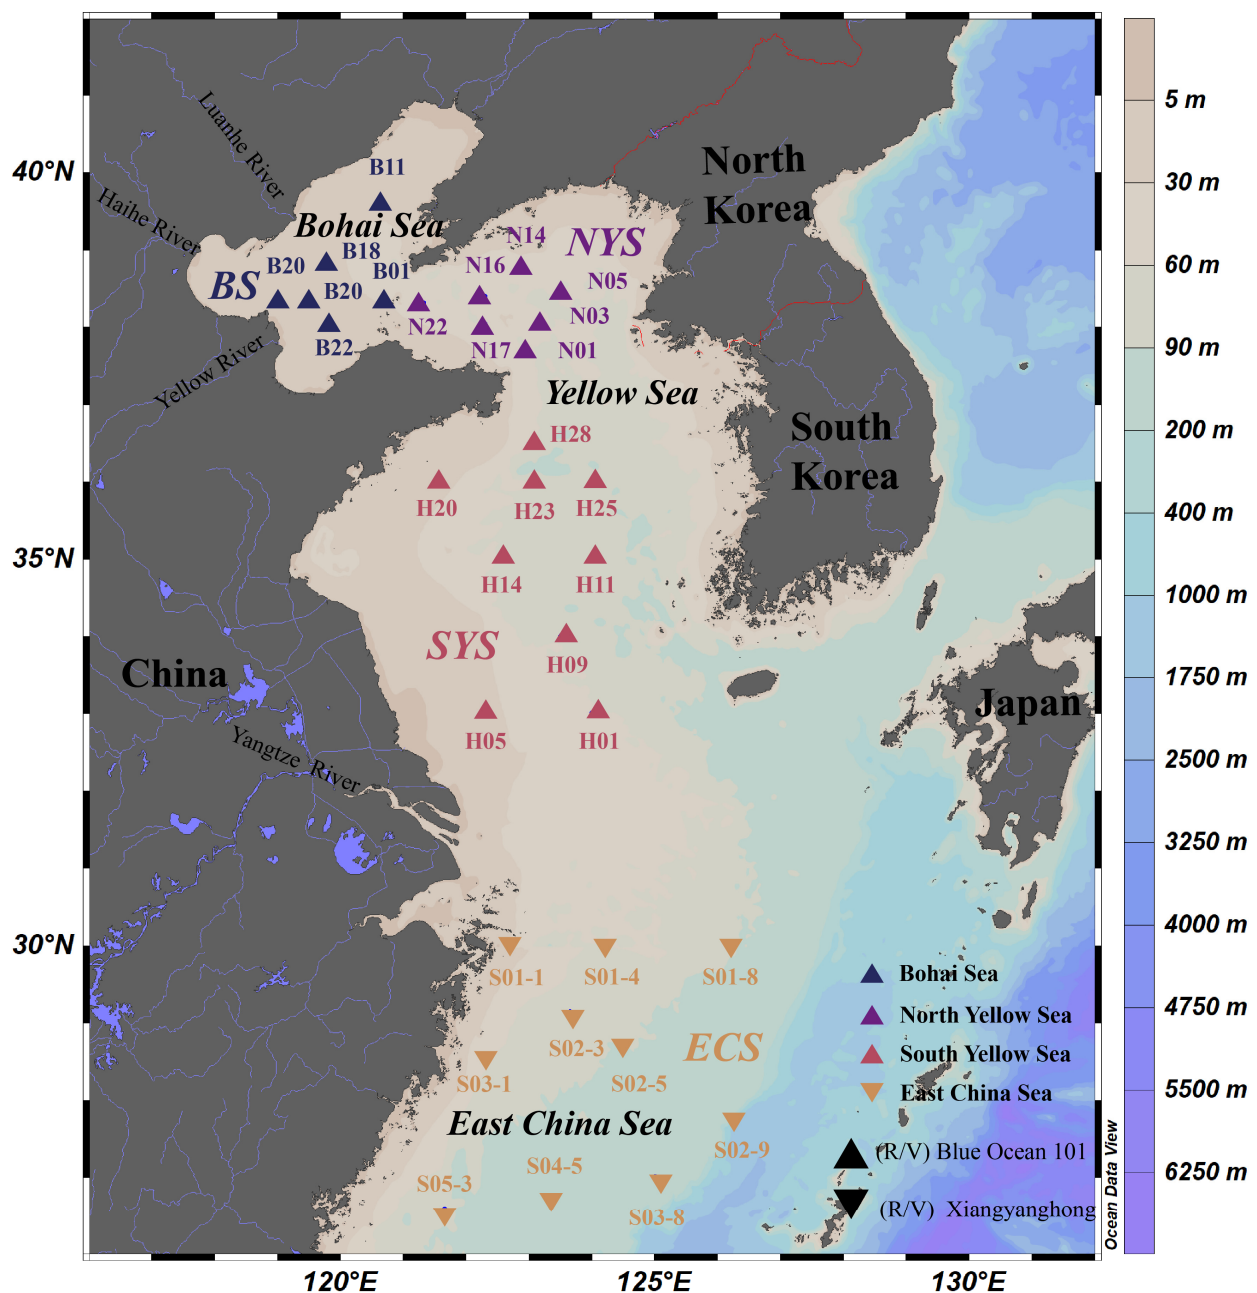 40°N
35°N
30°N
120°E
125°E
130°E
Luanhe River
Haihe River
Yellow River
Yangtze River
North
Korea
South
Korea
China
Japan
Bohai Sea
BS
NYS
Yellow Sea
SYS
ECS
East China Sea
B11
B18
B20
B01
B20
B22
N14
N16
N05
N22
N03
N17
N01
H28
H20
H23
H25
H14
H11
H09
H05
H01
S01-1
S01-4
S01-8
S02-3
S03-1
S02-5
S02-9
S04-5
S05-3
S03-8
Bohai Sea
North Yellow Sea
South Yellow Sea
East China Sea
(R/V) Blue Ocean 101
(R/V) Xiangyanghong
Ocean Data View
5 m
30 m
60 m
90 m
200 m
400 m
1000 m
1750 m
2500 m
3250 m
4000 m
4750 m
5500 m
6250 m